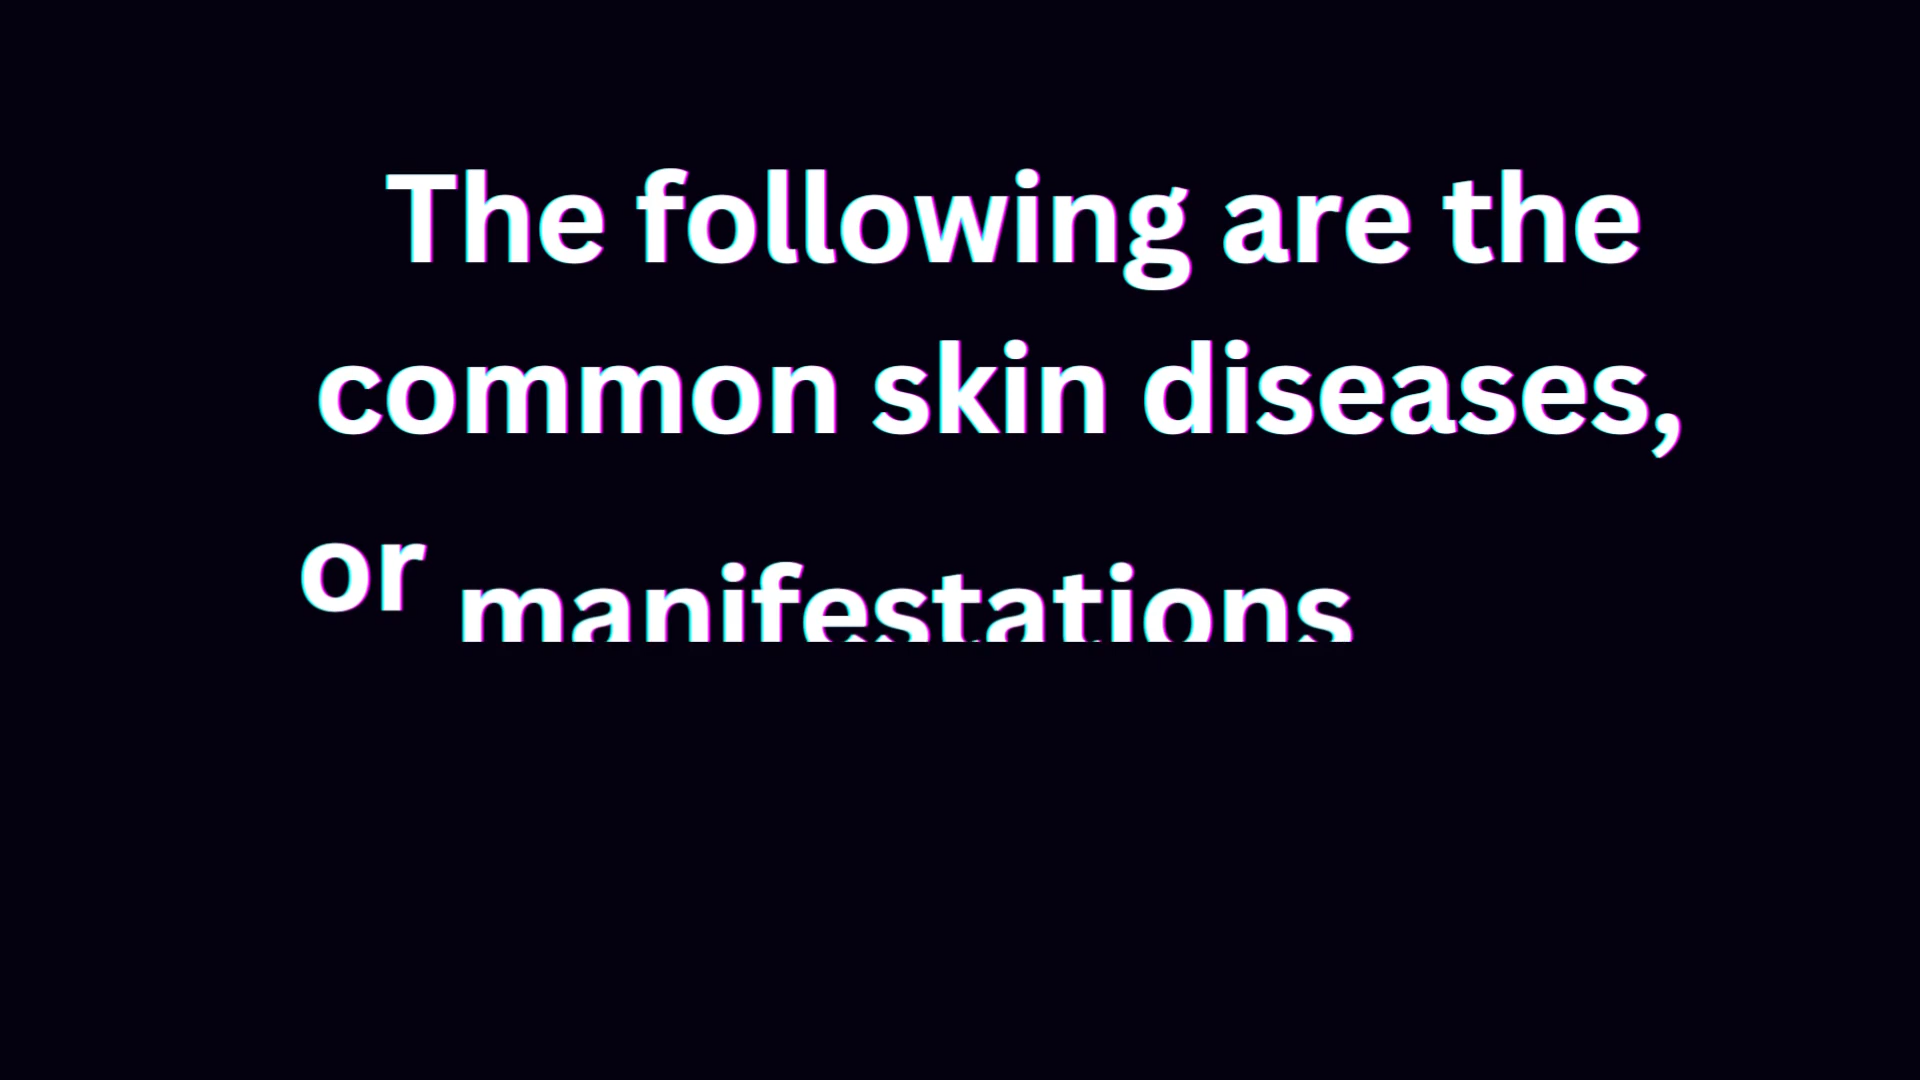 The following are the
common skin diseases,
or manifestations